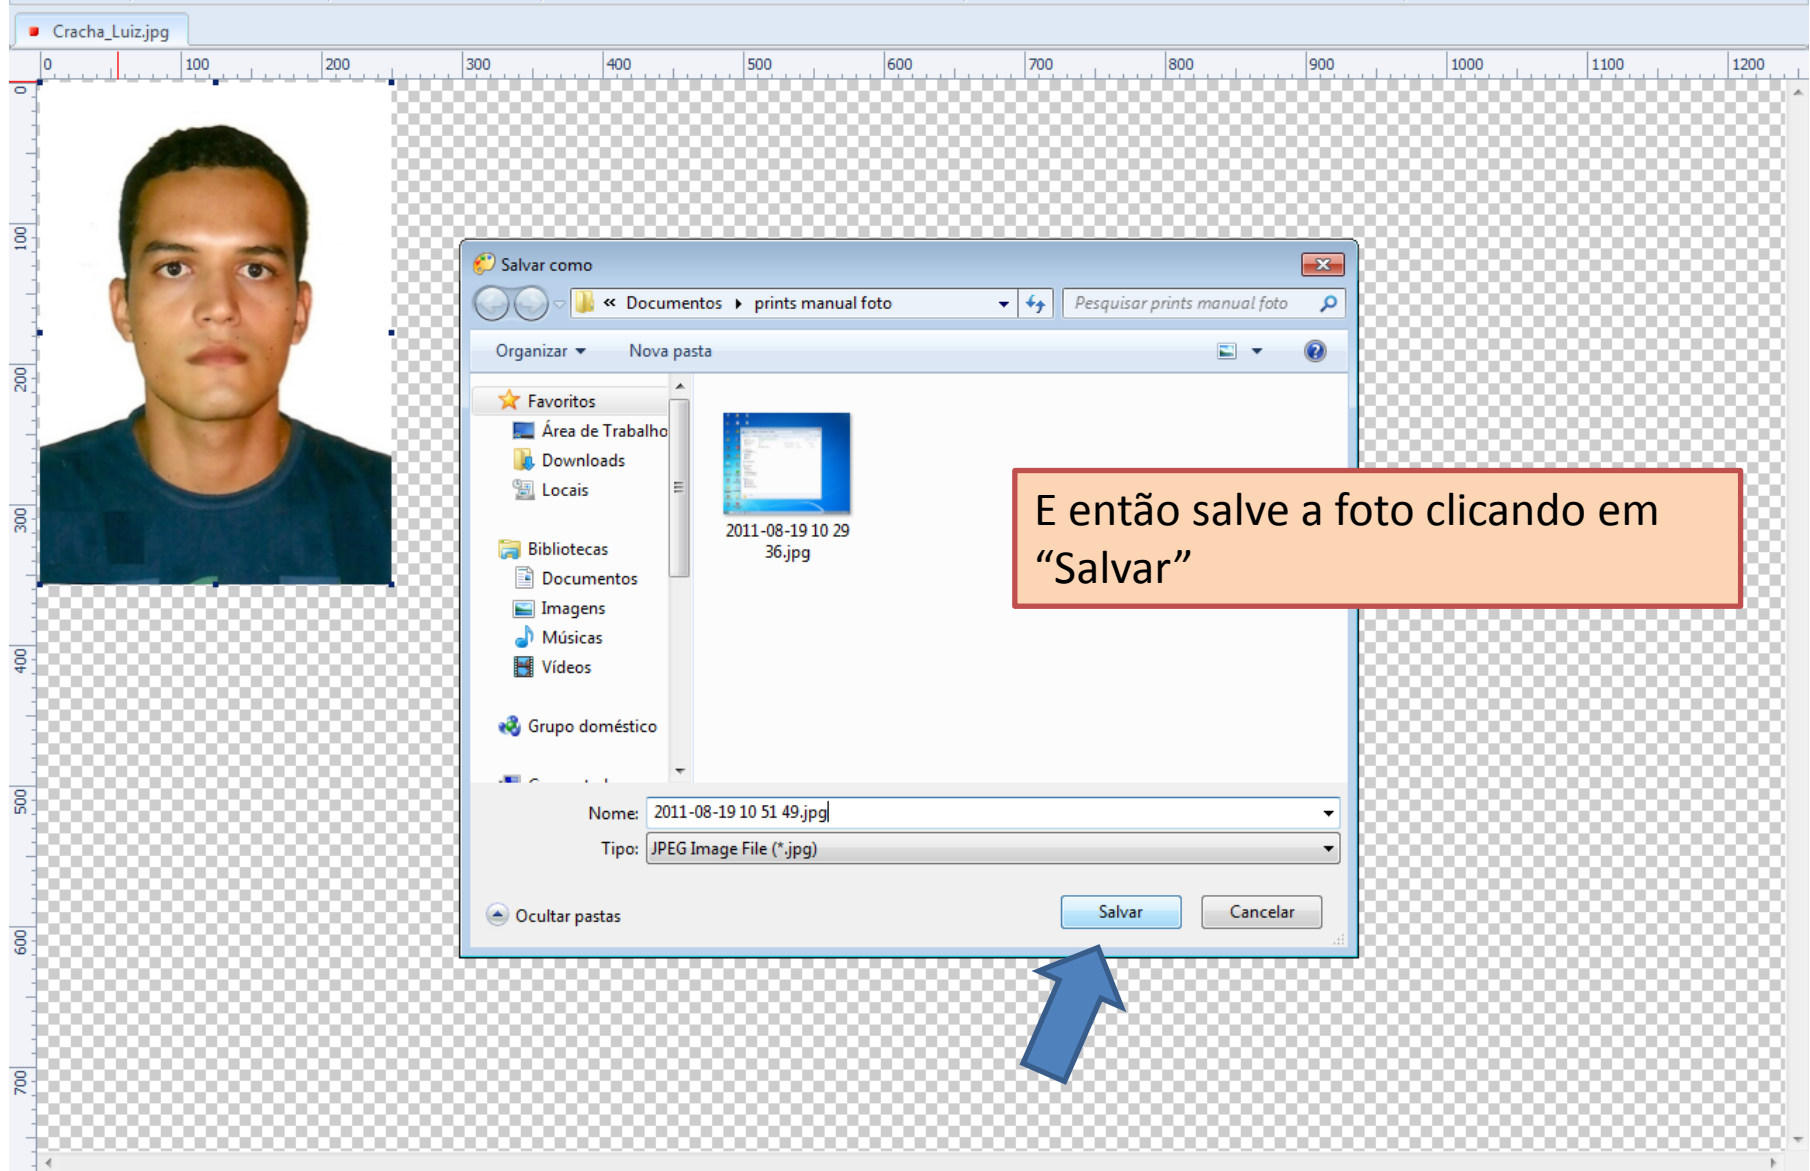 Cracha_Luiz.jpg
0 100 200 300 400 500 600 700 800 900 1000 1100 1200
0
100
200
300
400
500
600
700
Salvar como
« Documentos prints manual foto
Pesquisar prints manual foto
Organizar
Nova pasta
Favoritos
Área de Trabalho
Downloads
Locais
Bibliotecas
Documentos
Imagens
Músicas
Vídeos
Grupo doméstico
2011-08-19 10 29
36.jpg
E então salve a foto clicando em
“Salvar”
Nome: 2011-08-19 10 51 49.jpg
Tipo: JPEG Image File (*.jpg)
Ocultar pastas
Salvar
Cancelar